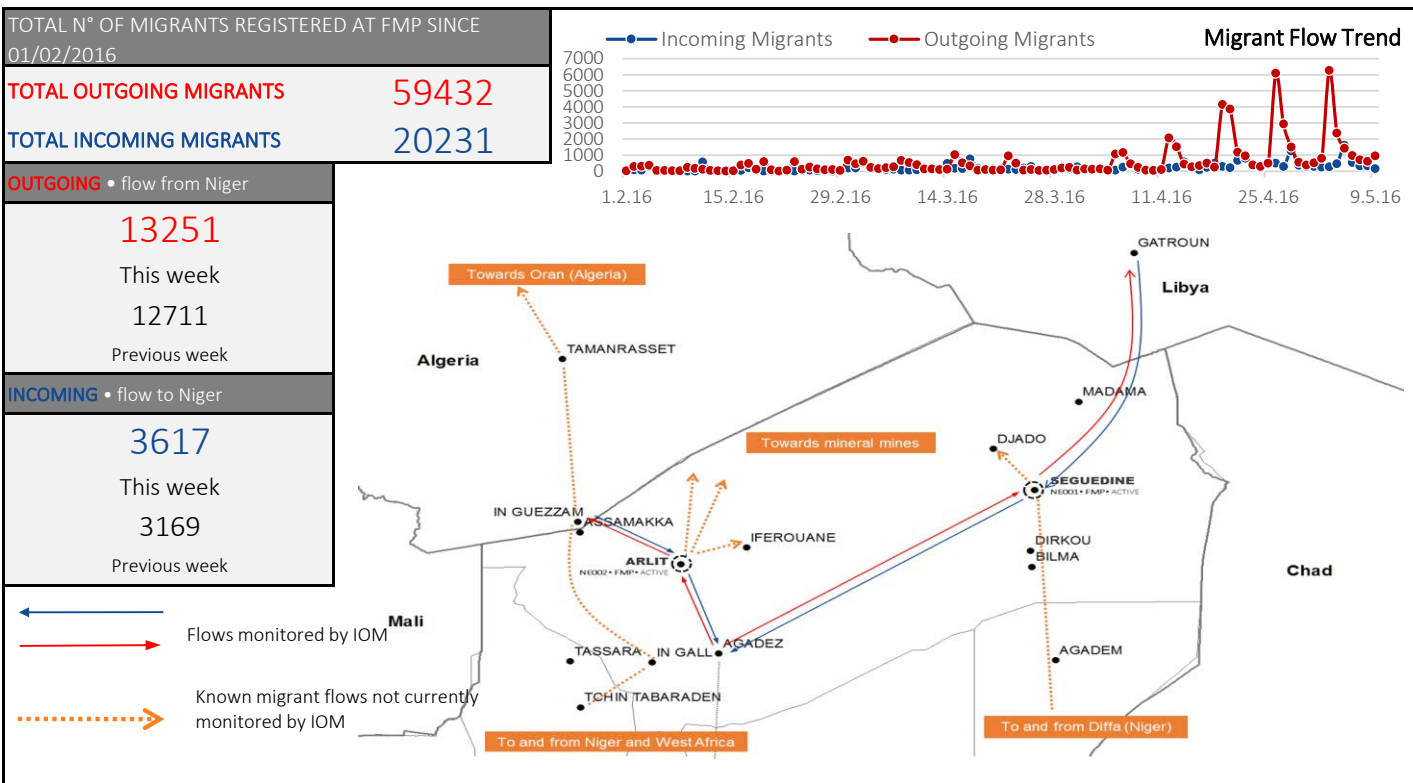 TOTAL N° OF MIGRANTS REGISTERED AT FMP SINCE
01/02/2016
TOTAL OUTGOING MIGRANTS 59432
TOTAL INCOMING MIGRANTS 20231
OUTGOING • flow from Niger
13251
This week
12711
Previous week
INCOMING • flow to Niger
3617
This week
3169
Previous week
Incoming Migrants Outgoing Migrants Migrant Flow Trend
7000
6000
5000
4000
3000
2000
1000
0
1.2.16 15.2.16 29.2.16 14.3.16 28.3.16 11.4.16 25.4.16 9.5.16
GATROUN
Towards Oran (Algeria)
Libya
TAMANRASSET
Algeria
MADAMA
Towards mineral mines
DJADO
SEGUEDINE
NE001 • FMP • ACTIVE
IN GUEZZAM
ASSAMAKKA
IFEROUANE
DIRKOU
BILMA
ARLIT
NE002 • FMP • ACTIVE
Chad
Mali
AGADEZ
TASSARA
IN GALL
AGADEM
TCHIN TABARADEN
To and from Diffa (Niger)
To and from Niger and West Africa
Flows monitored by IOM
Known migrant flows not currently
monitored by IOM